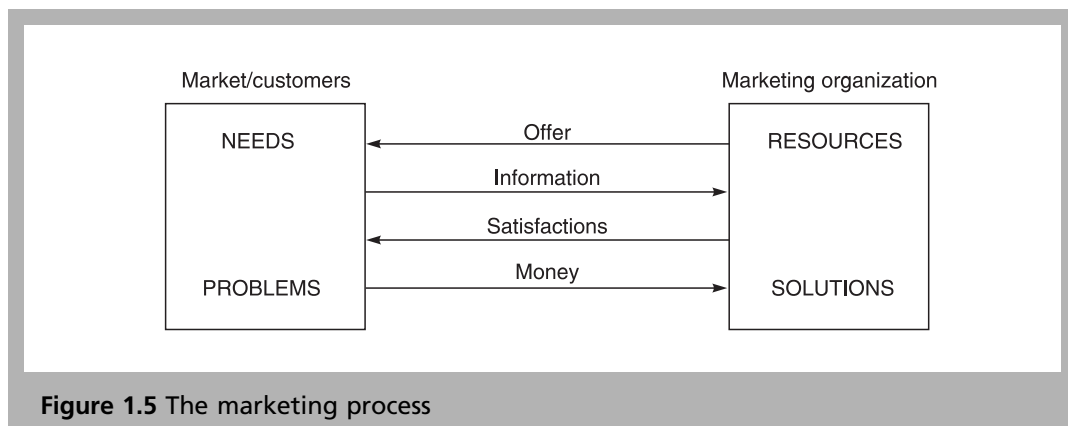 Market/customers
Marketing organization
NEEDS
Offer
RESOURCES
Information
Satisfactions
PROBLEMS
Money
SOLUTIONS
Figure 1.5 The marketing process